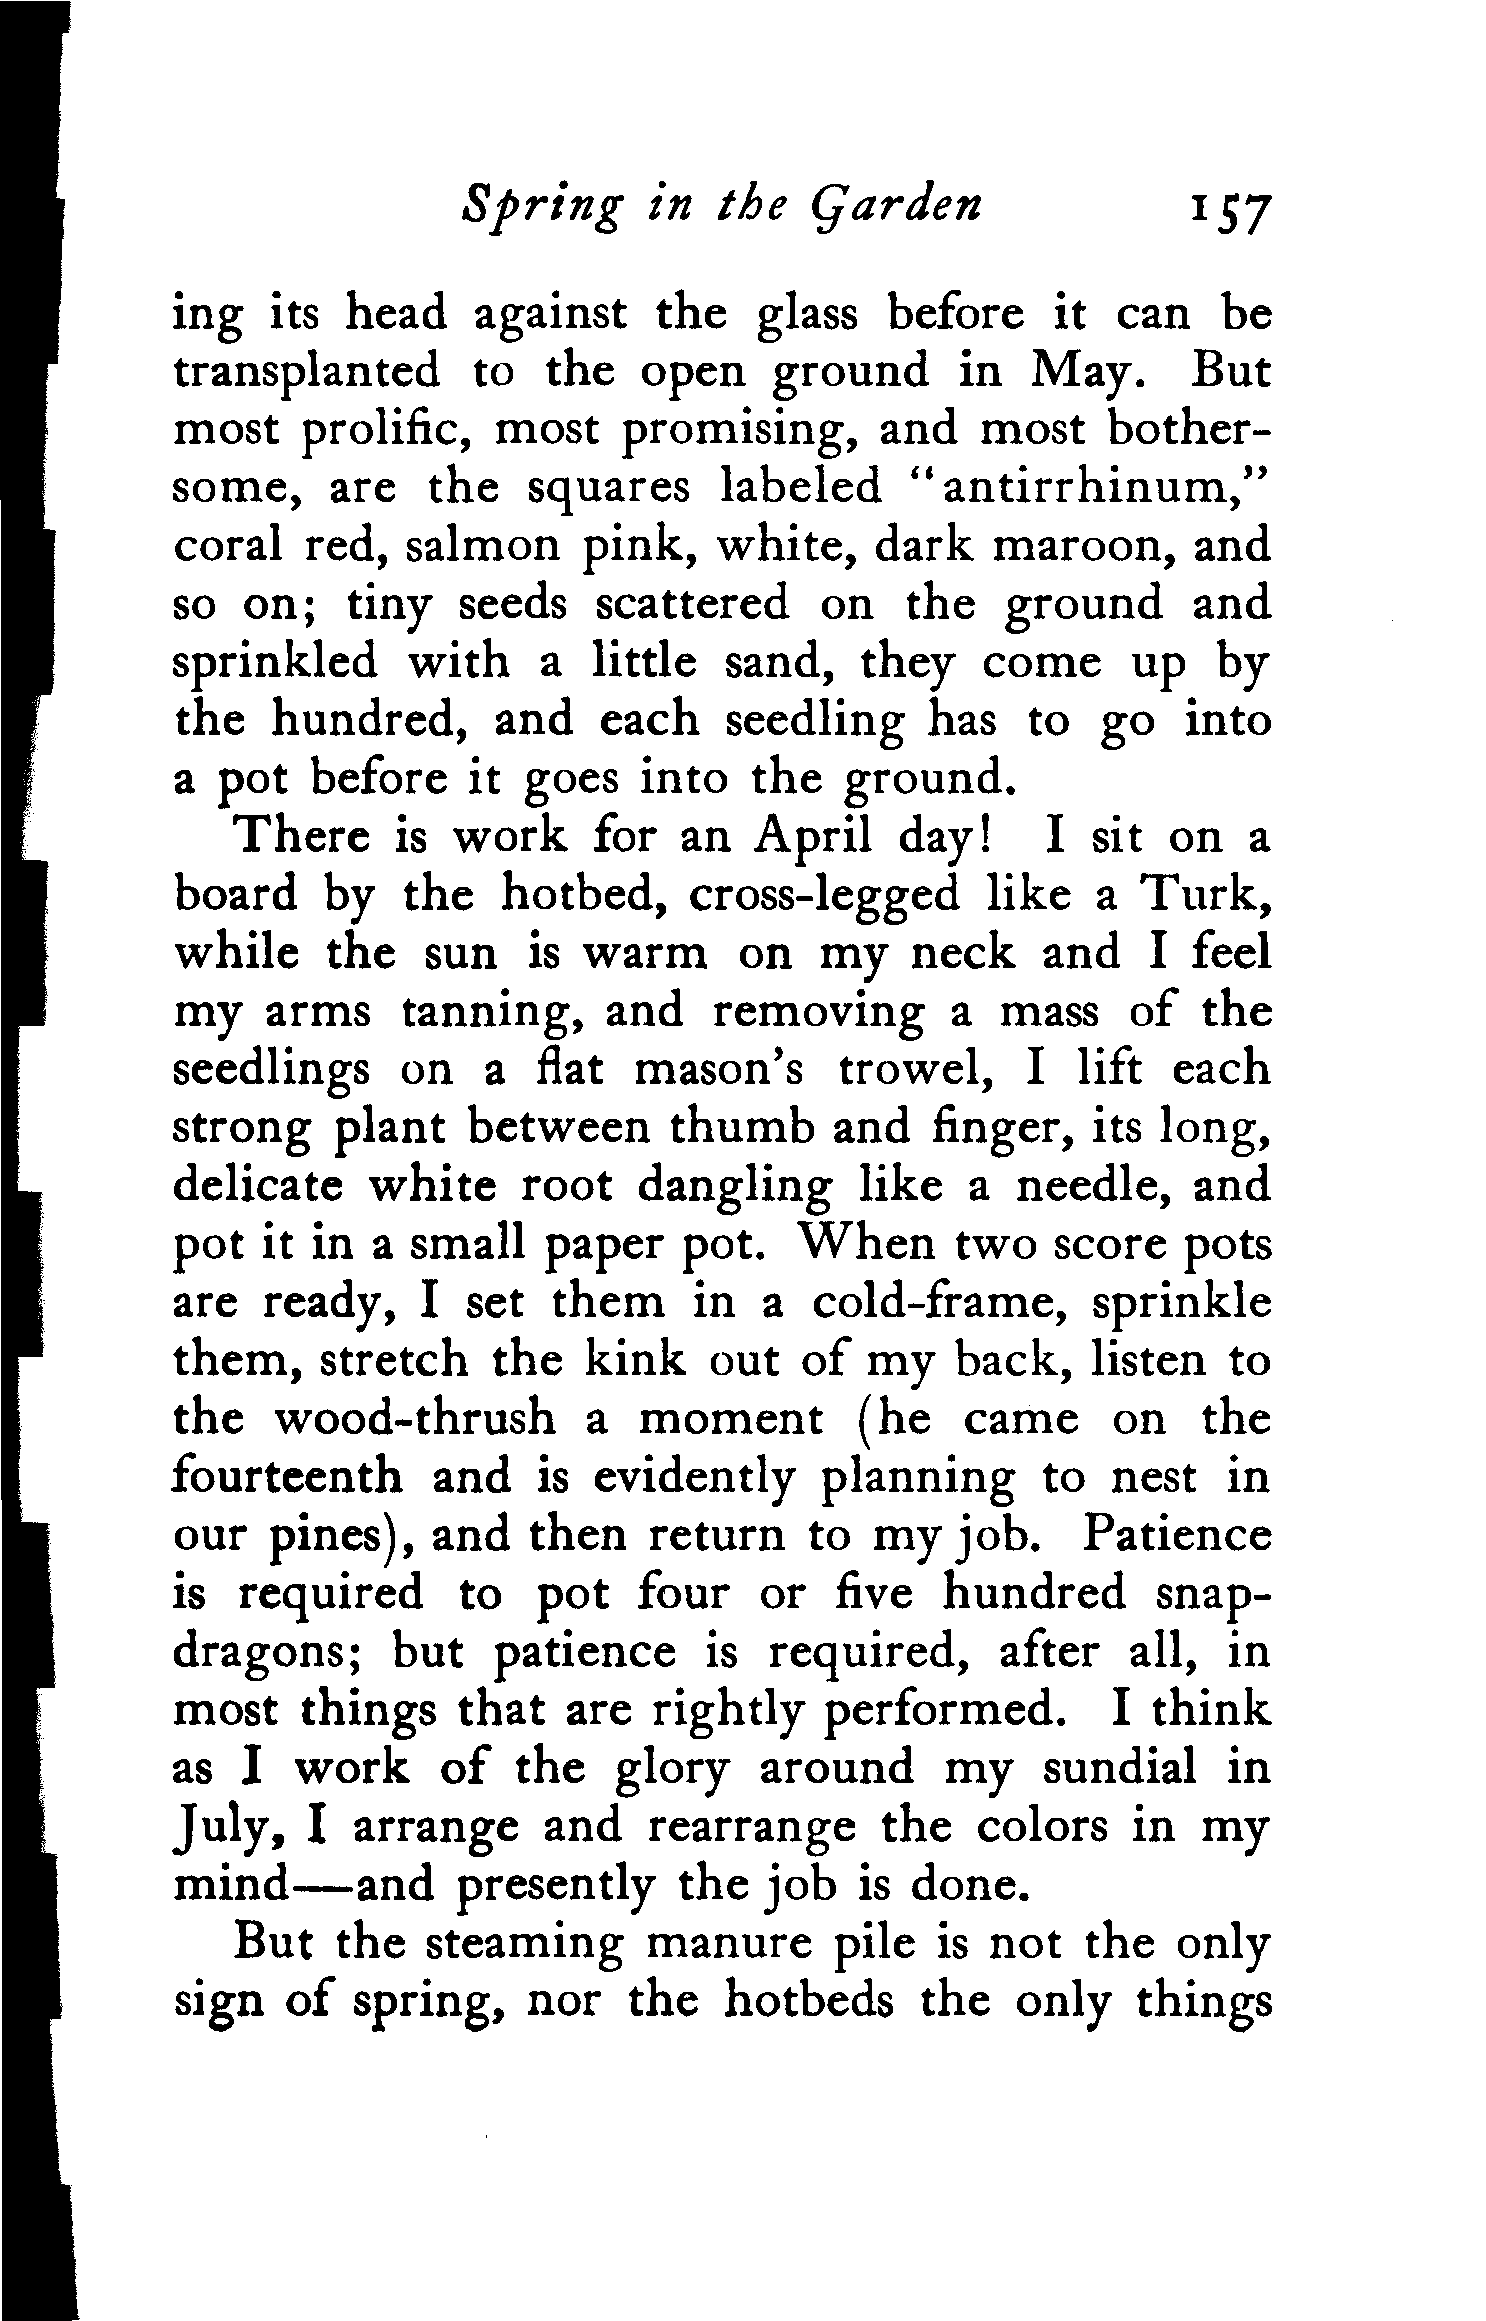 Spring in the Garden 157
ing its head against the glass before it can be
transplanted to the open ground in May. But
most prolific, most promising, and most bother-
some, are the squares labeled "antirrhinum,"
coral red, salmon pink, white, dark maroon, and
so on; tiny seeds scattered on the ground and
sprinkled with a little sand, they come up by
the hundred, and each seedling has to go into
a pot before it goes into the ground.
There is work for an April day! I sit on a
board by the hotbed, cross-legged like a Turk,
while the sun is warm on my neck and I feel
my arms tanning, and removing a mass of the
seedlings on a flat mason's trowel, I lift each
strong plant between thumb and finger, its long,
delicate white root dangling like a needle, and
pot it in a small paper pot. When two score pots
are ready, I set them in a cold-frame, sprinkle
them, stretch the kink out of my back, listen to
the wood-thrush a moment (he came on the
fourteenth and is evidently planning to nest in
our pines), and then return to my job. Patience
is required to pot four or five hundred snap-
dragons; but patience is required, after all, in
most things that are rightly performed. I think
as I work of the glory around my sundial in
July, I arrange and rearrange the colors in my
mind—and presently the job is done.
But the steaming manure pile is not the only
sign of spring, nor the hotbeds the only things